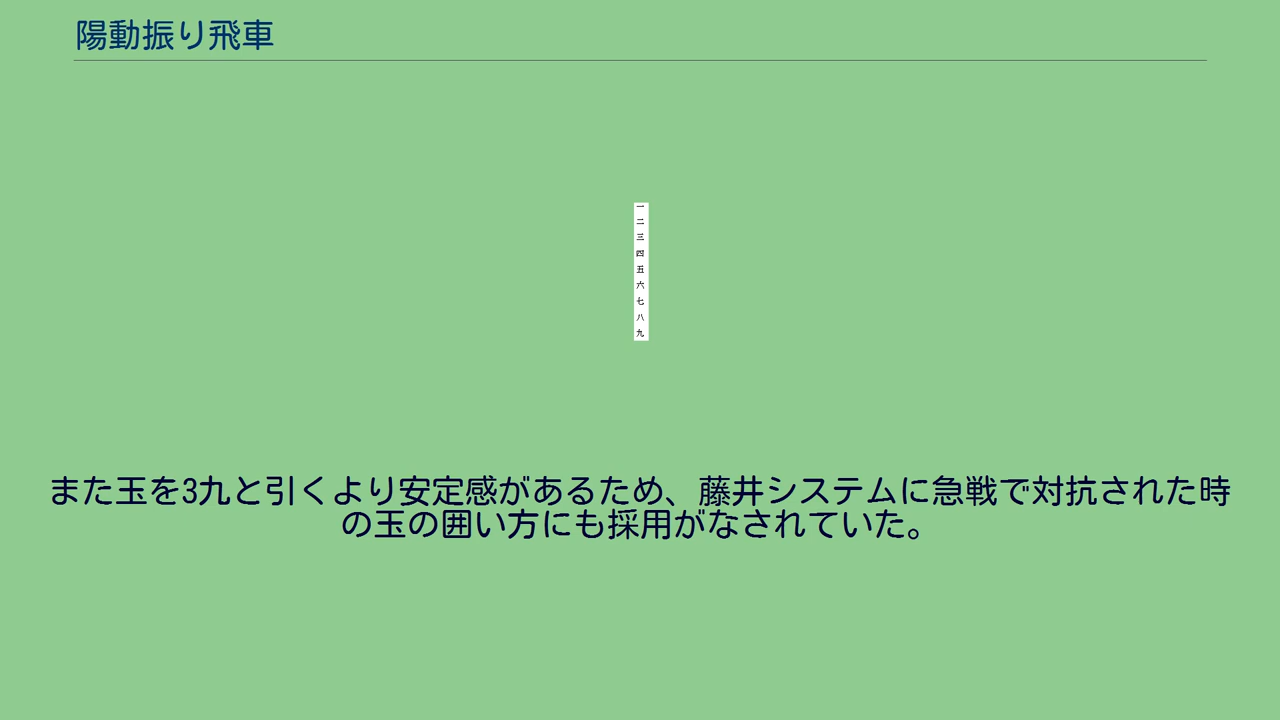 陽動振り飛車
一
二
三
四
五
六
七
八
九
また玉を3九と引くより安定感があるため、藤井システムに急戦で対抗された時
の玉の囲い方にも採用がなされていた。